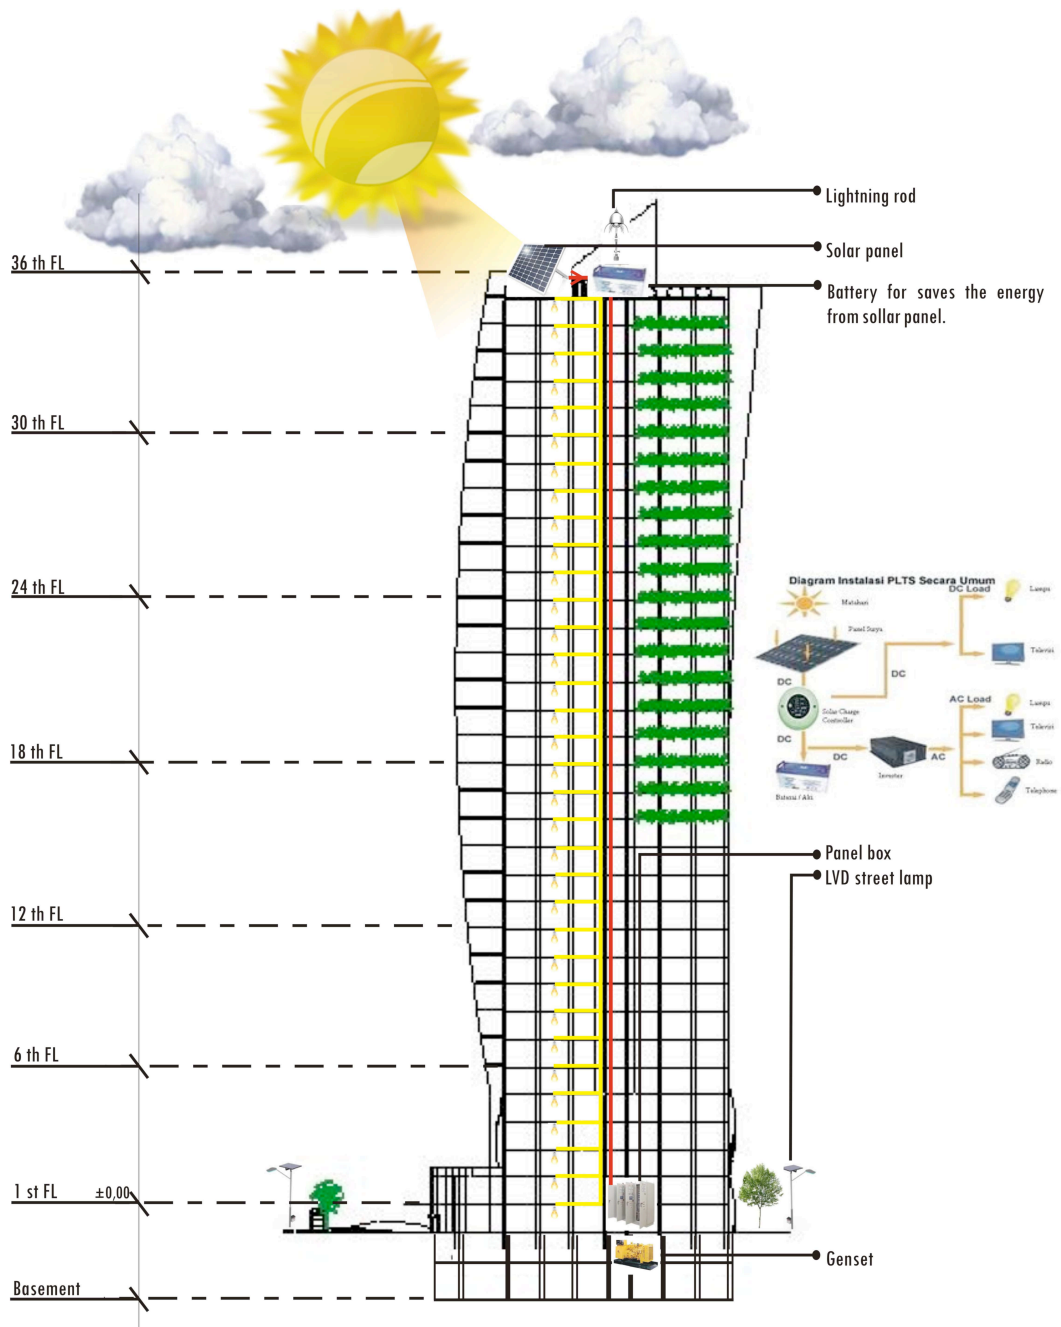 Lightning rod
Solar panel
36 th FL
Battery for saves the energy
from sollar panel.
30 th FL
Diagram Instalasi PLTS Secara Umum
DC Load
24 th FL
Lampu
Matahari
Panel Surya
Televisi
DC
DC
AC Load
Lampu
Solar Charge
Controller
Televisi
DC
18 th FL
DC
AC
Radio
Inverter
Telephone
Baterai / Aki
Panel box
LVD street lamp
12 th FL
6 th FL
1 st FL ±0,00
Genset
Basement